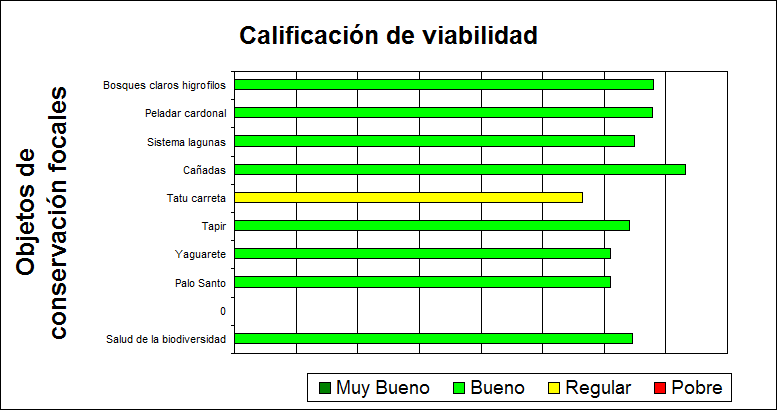 Calificación de viabilidad
Objetos de
conservación focales
Bosques claros higrofilos
Peladar cardonal
Sistema lagunas
Cañadas
Tatu carreta
Tapir
Yaguarete
Palo Santo
0
Salud de la biodiversidad
Muy Bueno Bueno Regular Pobre